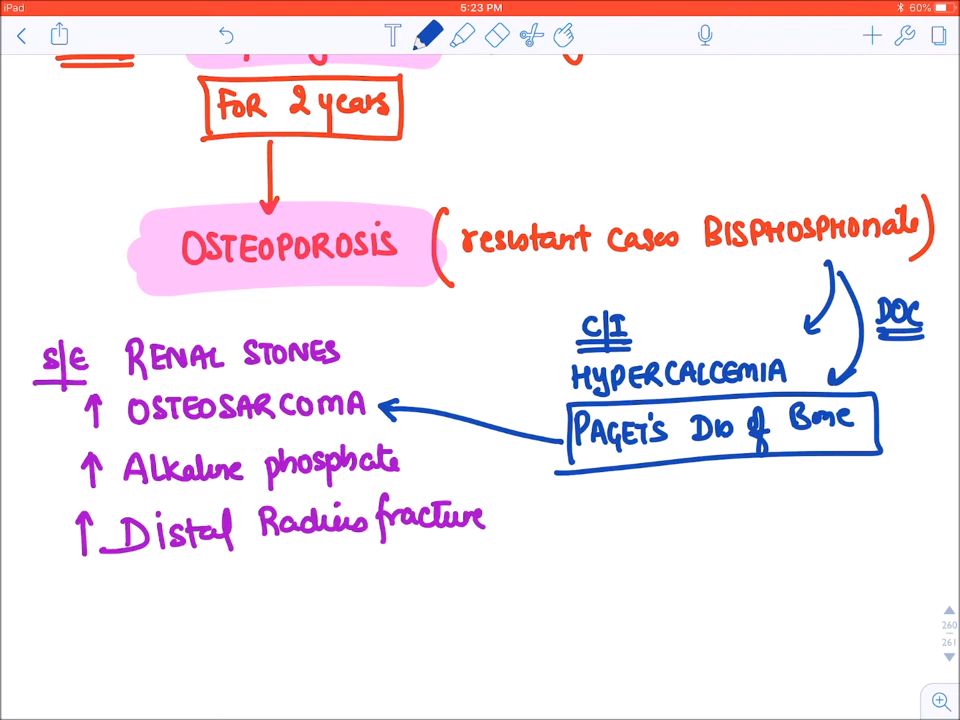 iPad 5:23 PM 60%
T
FOR 2 years
OSTEOPOROSIS (resistant cases BISPHOSPHONate)
DOC
C|I
HYPERCALCEMIA
PAGET'S D|o of Bone
S|E RENAL STONES
↑ OSTEOSARCOMA
↑ Alkaline phosphate
↑ Distal Radius fracture
260
261